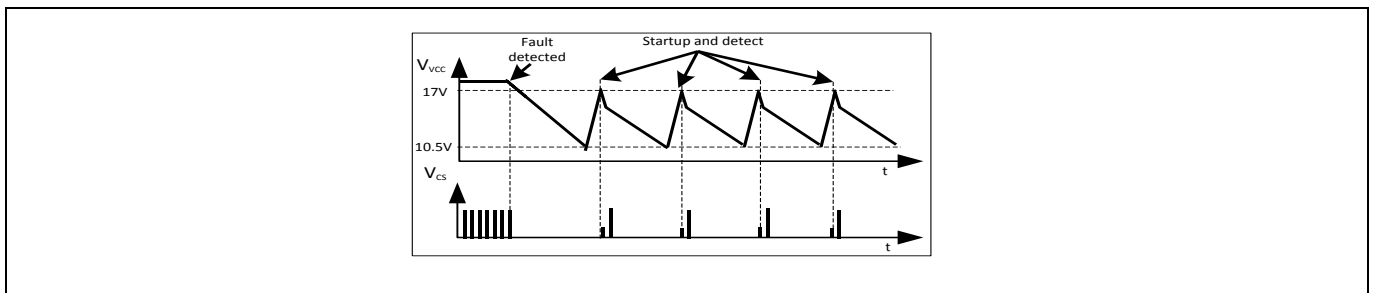 Fault
detected
Startup and detect
VVCC
17V
10.5V
t
VCS
t